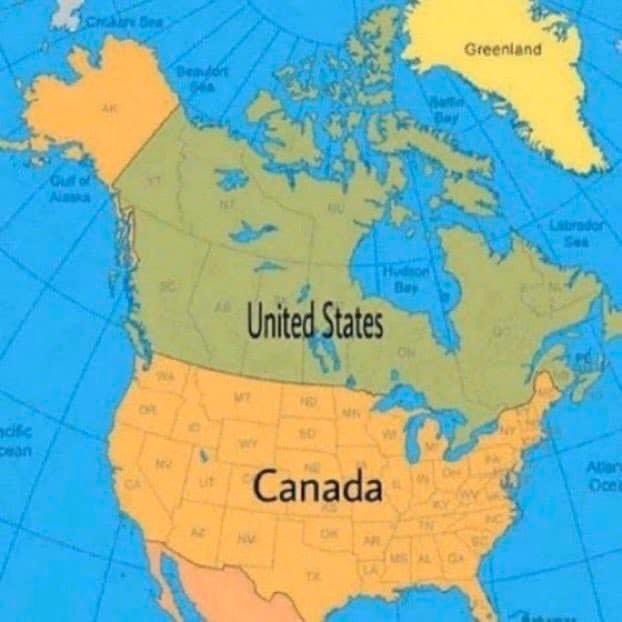 Chukchi Sea
Greenland
Beaufort
Sea
AK
Baffin
Bay
Gulf of
Alaska
YT
NT
NU
Labrador
Sea
Hudson
Bay
BC
AB
United States
ON
QC
NL
PE
WA
MT
ND
MN
OR
ID
SD
WI
MI
NY
VT
WY
NE
PA
acific
cean
NV
UT
CA
Canada
IL
IN
OH
WV
VA
KY
KS
Atlan
Oce
AZ
NM
OK
AR
TN
NC
SC
MS
AL
GA
TX
LA